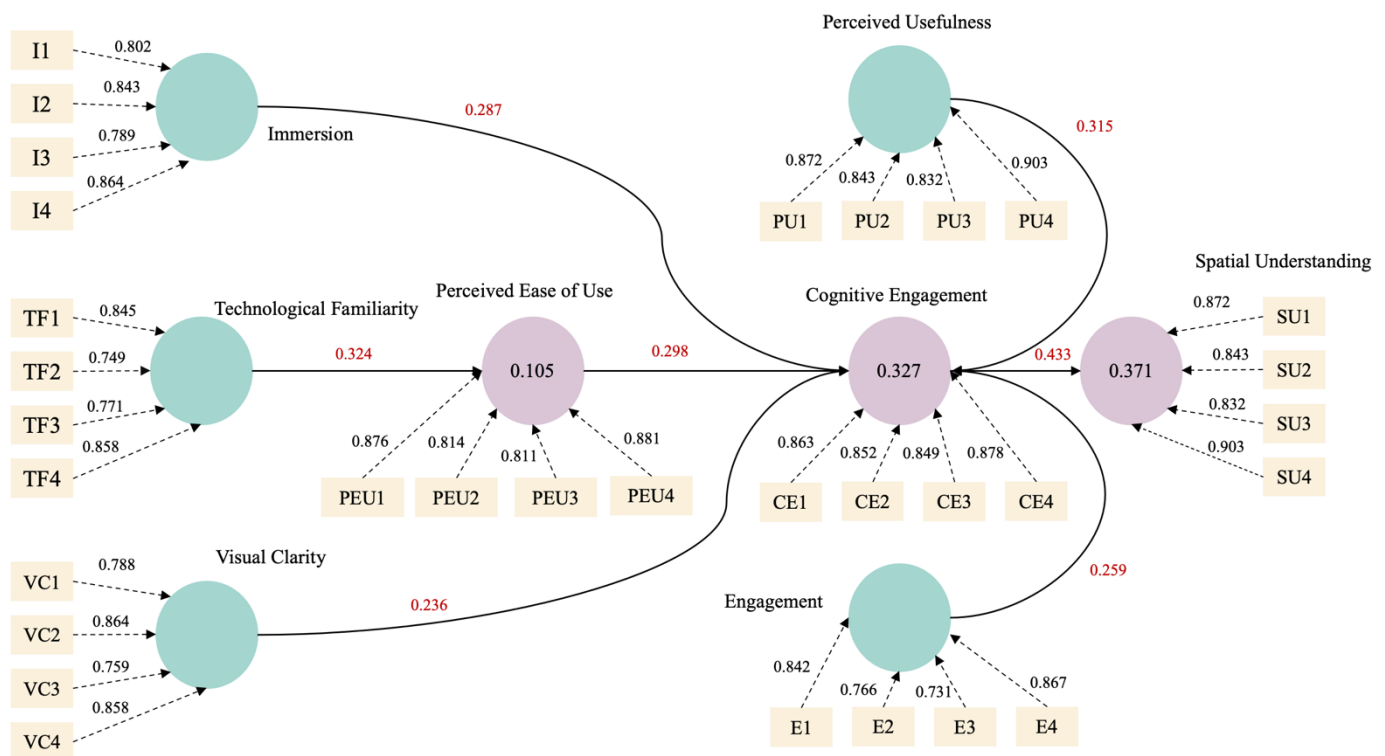 Perceived Usefulness
I1
0.802
I2
0.843
I3
0.789
I4
0.864
Immersion
0.287
0.315
0.872
0.843
0.832
0.903
PU1
PU2
PU3
PU4
Spatial Understanding
TF1
0.845
TF2
0.749
TF3
0.771
TF4
0.858
Technological Familiarity
0.324
Perceived Ease of Use
0.105
0.298
0.876
0.814
0.811
0.881
PEU1
PEU2
PEU3
PEU4
Cognitive Engagement
0.327
0.433
0.863
0.852
0.849
0.878
CE1
CE2
CE3
CE4
0.371
0.872
SU1
0.843
SU2
0.832
SU3
0.903
SU4
Visual Clarity
VC1
0.788
VC2
0.864
VC3
0.759
VC4
0.858
0.236
Engagement
0.259
0.842
0.766
0.731
0.867
E1
E2
E3
E4